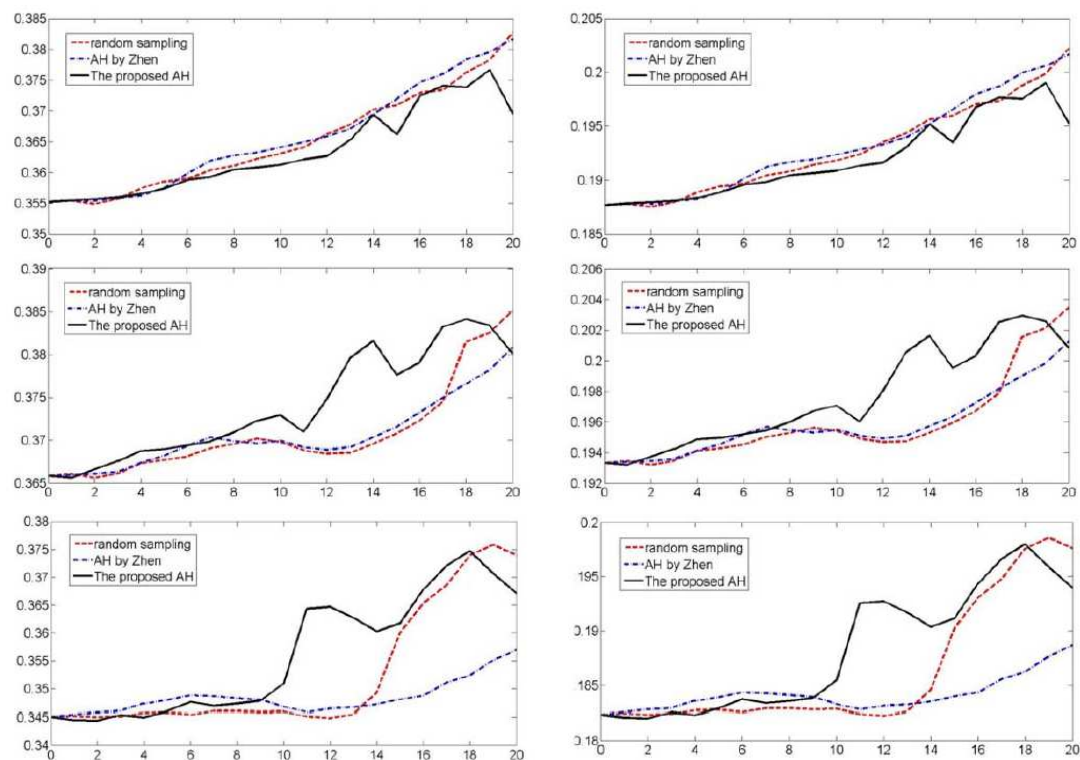 0.385
0.38
0.375
0.37
0.365
0.36
0.355
0.35
random sampling
AH by Zhen
The proposed AH
0 2 4 6 8 10 12 14 16 18 20
0.205
0.2
0.195
0.19
0.185
random sampling
AH by Zhen
The proposed AH
0 2 4 6 8 10 12 14 16 18 20
0.39
0.385
0.38
0.375
0.37
0.365
random sampling
AH by Zhen
The proposed AH
0 2 4 6 8 10 12 14 16 18 20
0.206
0.204
0.202
0.2
0.198
0.196
0.194
0.192
random sampling
AH by Zhen
The proposed AH
0 2 4 6 8 10 12 14 16 18 20
0.38
0.375
0.37
0.365
0.36
0.355
0.35
0.345
0.34
random sampling
AH by Zhen
The proposed AH
0 2 4 6 8 10 12 14 16 18 20
0.2
195
0.19
185
0.18
random sampling
AH by Zhen
The proposed AH
0 2 4 6 8 10 12 14 16 18 20